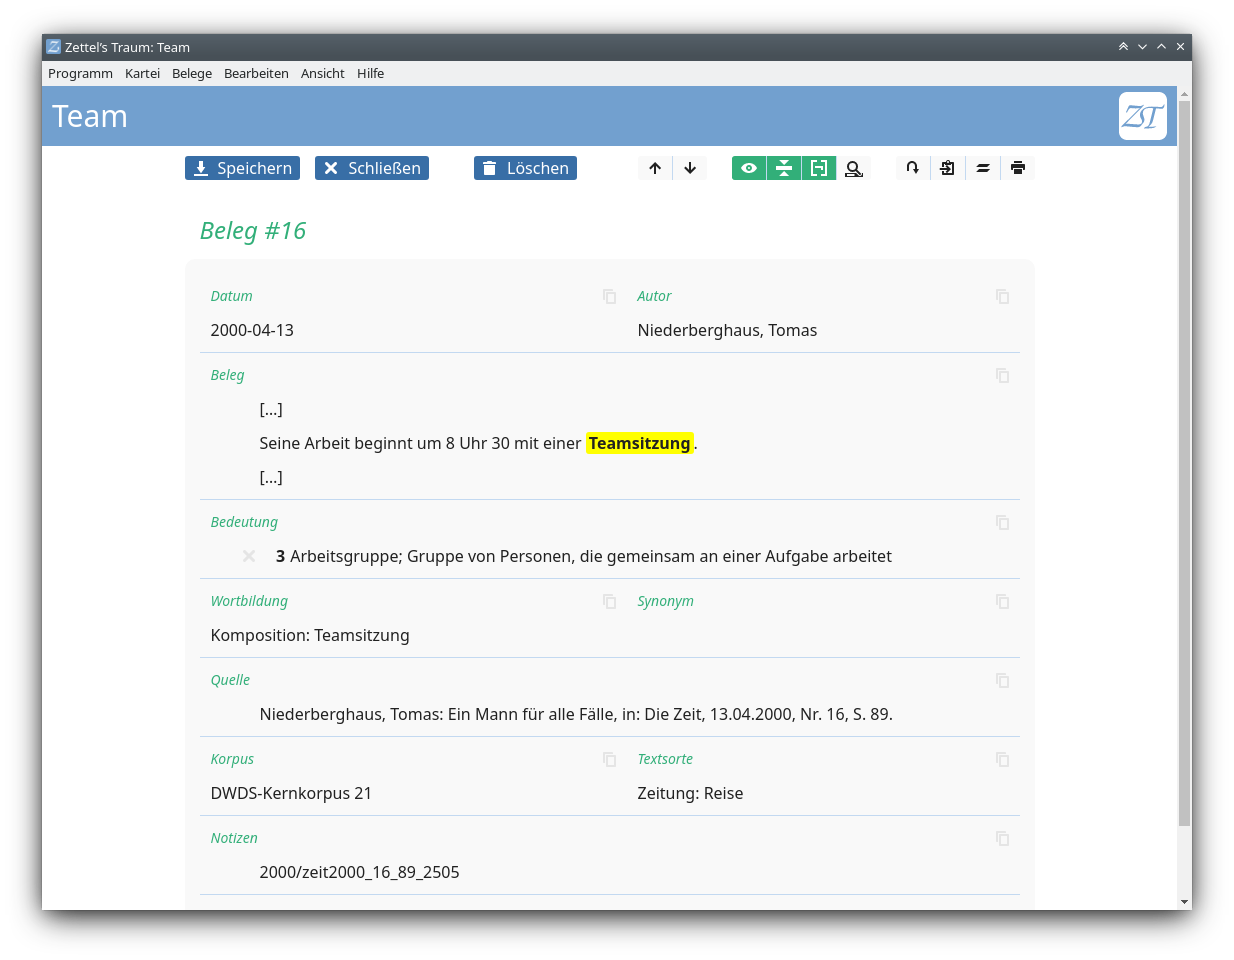 Zettel’s Traum: Team
Programm Kartei Belege Bearbeiten Ansicht Hilfe
Team
ZT
Speichern Schließen Löschen
Beleg #16
Datum Autor
2000-04-13 Niederberghaus, Tomas
Beleg
[…]
Seine Arbeit beginnt um 8 Uhr 30 mit einer Teamsitzung.
[…]
Bedeutung
3 Arbeitsgruppe; Gruppe von Personen, die gemeinsam an einer Aufgabe arbeitet
Wortbildung Synonym
Komposition: Teamsitzung
Quelle
Niederberghaus, Tomas: Ein Mann für alle Fälle, in: Die Zeit, 13.04.2000, Nr. 16, S. 89.
Korpus Textsorte
DWDS-Kernkorpus 21 Zeitung: Reise
Notizen
2000/zeit2000_16_89_2505